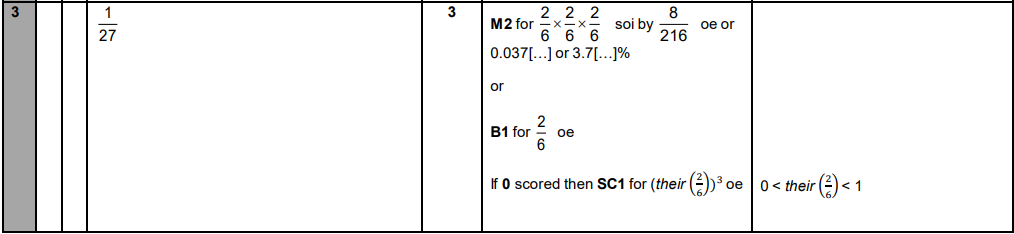 3 1/27 3 M2 for 2/6 × 2/6 × 2/6 soi by 8/216 oe or
0.037[…] or 3.7[…]%
or
B1 for 2/6 oe
If 0 scored then SC1 for (their (2/6))³ oe 0 < their (2/6) < 1